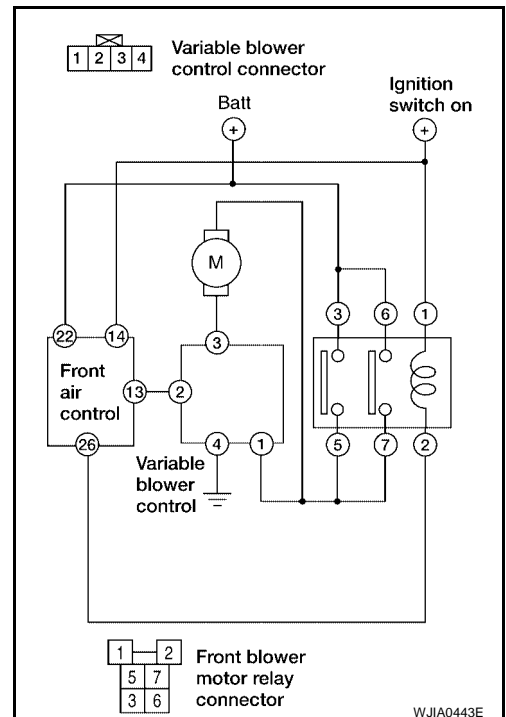 Variable blower
control connector
1 2 3 4
Batt
Ignition
switch on
+
+
M
3 6 1
22 14
3
Front
air
control
13
2
26
4
1
5 7 2
Variable
blower
control
1 2
5 7
3 6
Front blower
motor relay
connector
WJIA0443E